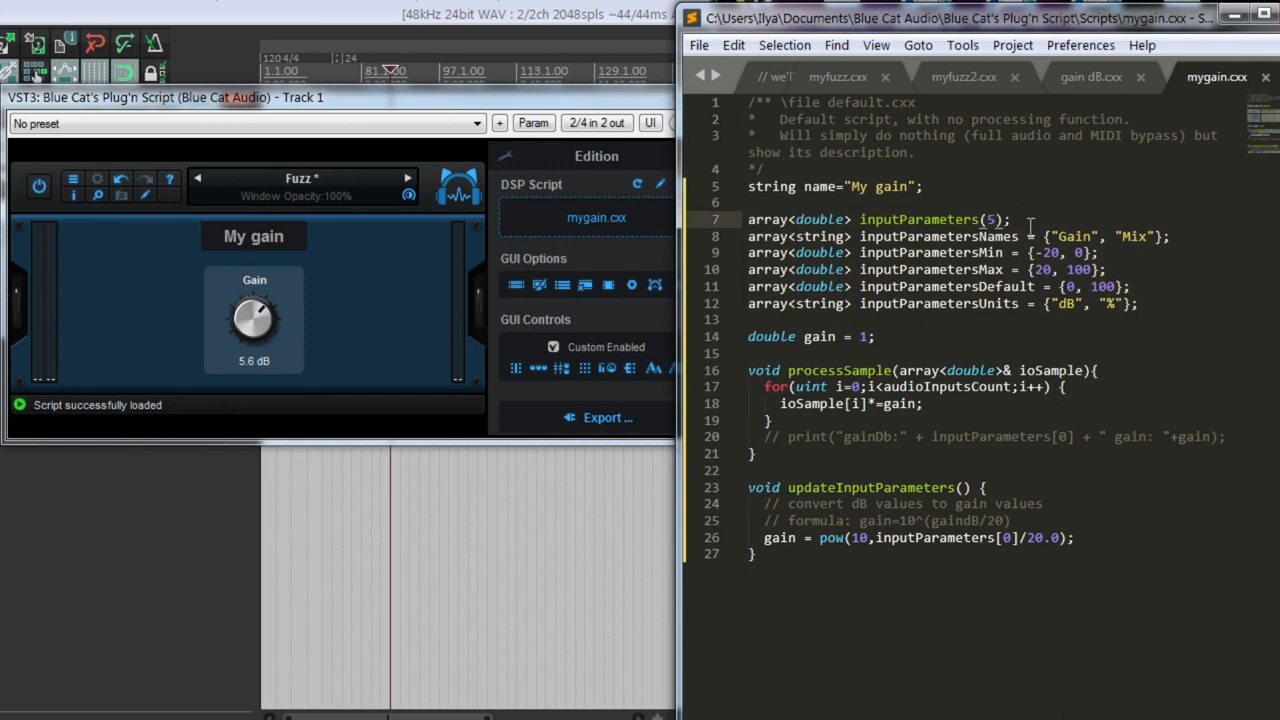 [48kHz 24bit WAV : 2/2ch 2048spls ~44/44ms
120 4/4
24
1.1.00
81.1.00
97.1.00
113.1.00
129.1.00
VST3: Blue Cat's Plug'n Script (Blue Cat Audio) - Track 1
No preset
+
Param
2/4 in 2 out
UI
Fuzz *
Window Opacity:100%
Edition
DSP Script
mygain.cxx
My gain
Gain
5.6 dB
GUI Options
GUI Controls
Custom Enabled
Script successfully loaded
Export ...
C:\Users\Ilya\Documents\Blue Cat Audio\Blue Cat's Plug'n Script\Scripts\mygain.cxx - S...
File Edit Selection Find View Goto Tools Project Preferences Help
// we'l myfuzz.cxx myfuzz2.cxx gain dB.cxx mygain.cxx
1 /** \file default.cxx
2 *  Default script, with no processing function.
3 *  Will simply do nothing (full audio and MIDI bypass) but
show its description.
4 */
5 string name="My gain";
6
7 array<double> inputParameters(5);
8 array<string> inputParametersNames = {"Gain", "Mix"};
9 array<double> inputParametersMin = {-20, 0};
10 array<double> inputParametersMax = {20, 100};
11 array<double> inputParametersDefault = {0, 100};
12 array<string> inputParametersUnits = {"dB", "%"};
13
14 double gain = 1;
15
16 void processSample(array<double>& ioSample){
17 for(uint i=0;i<audioInputsCount;i++) {
18 ioSample[i]*=gain;
19 }
20 // print("gainDb:" + inputParameters[0] + " gain: "+gain);
21 }
22
23 void updateInputParameters() {
24 // convert dB values to gain values
25 // formula: gain=10^(gaindB/20)
26 gain = pow(10,inputParameters[0]/20.0);
27 }